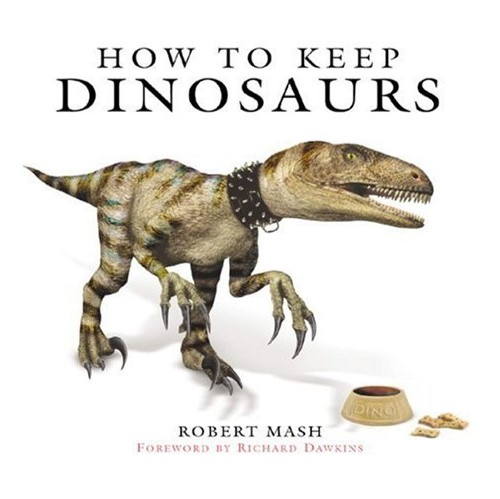 HOW TO KEEP
DINOSAURS
DINO
ROBERT MASH
FOREWORD BY RICHARD DAWKINS